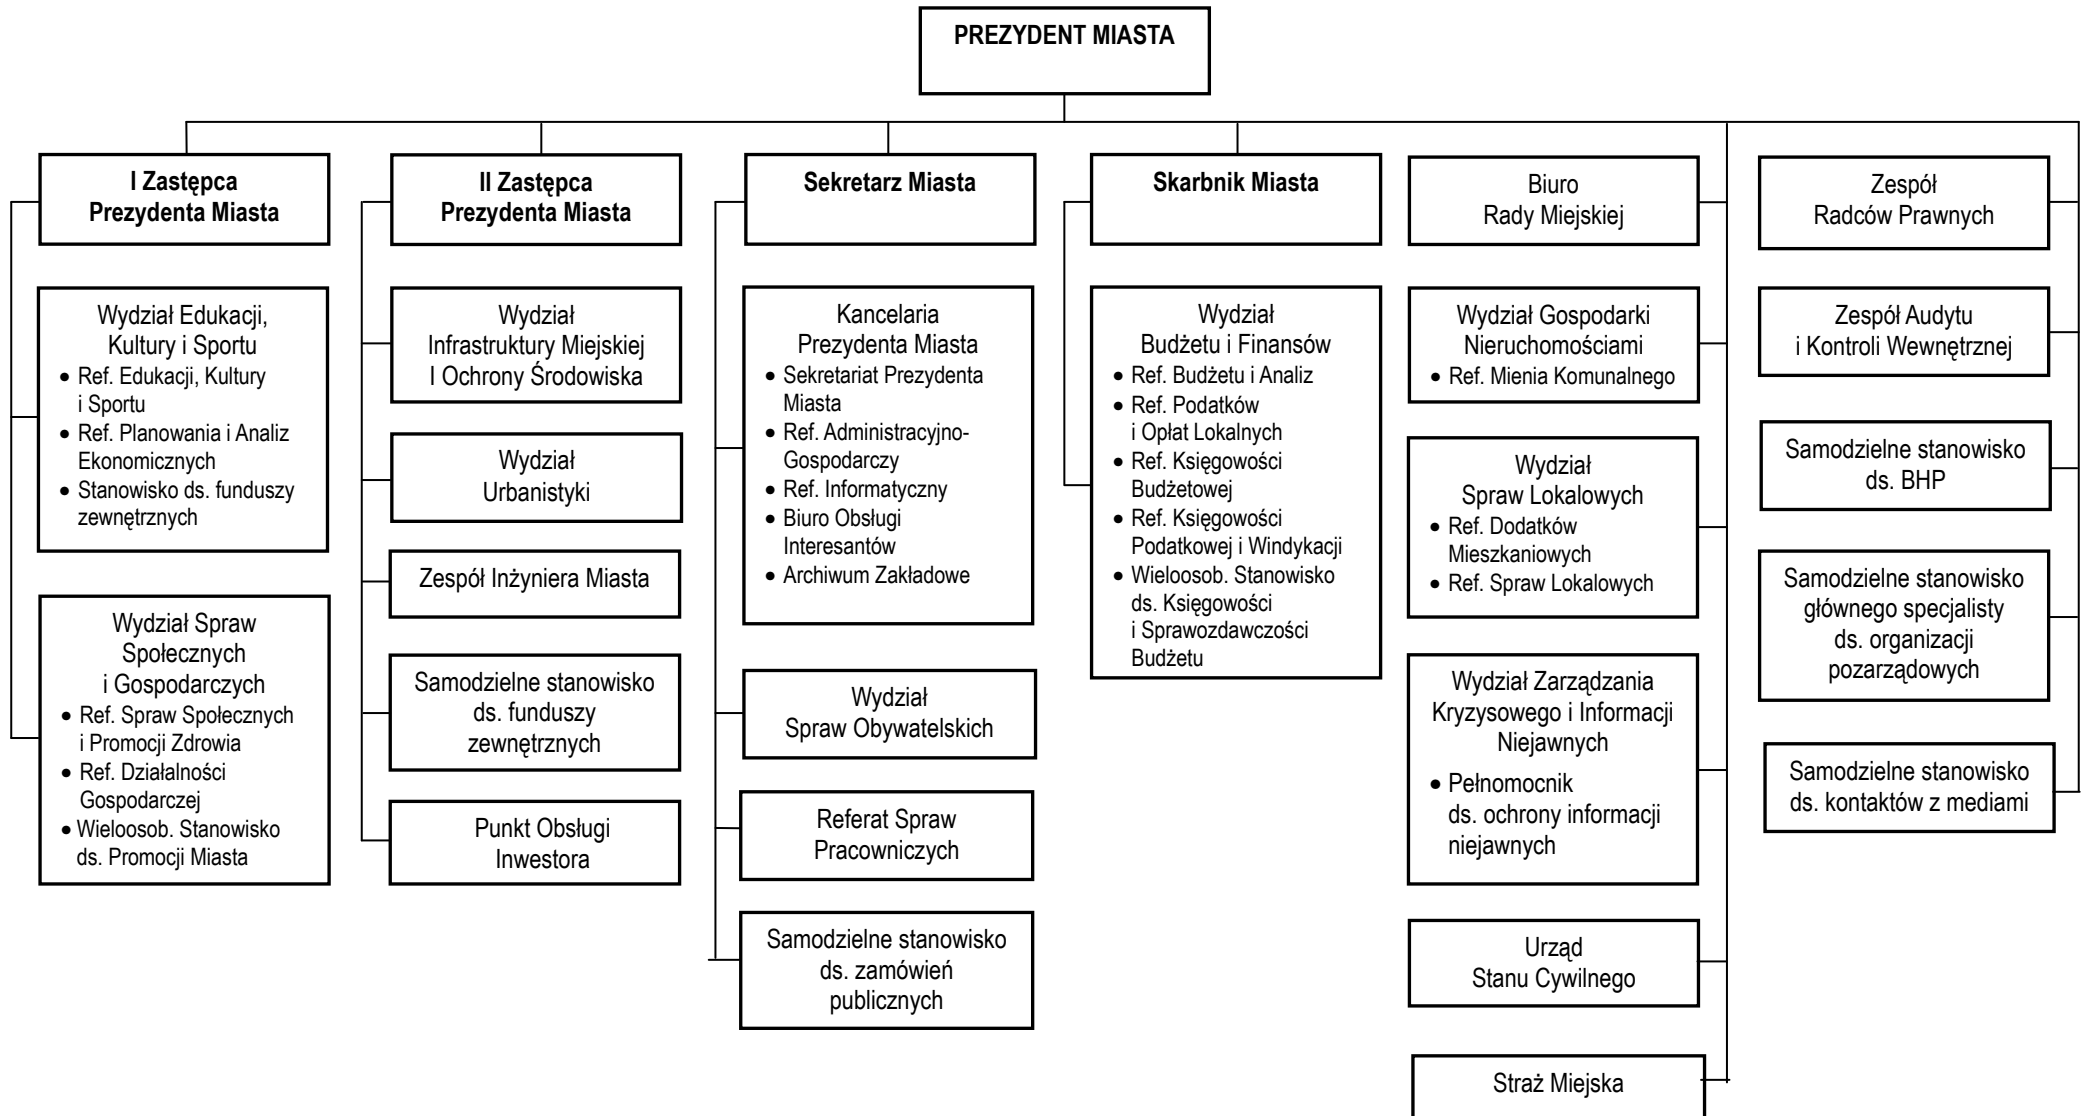 PREZYDENT MIASTA
I Zastępca
Prezydenta Miasta
Wydział Edukacji,
Kultury i Sportu
• Ref. Edukacji, Kultury
i Sportu
• Ref. Planowania i Analiz
Ekonomicznych
• Stanowisko ds. funduszy
zewnętrznych
Wydział Spraw
Społecznych
i Gospodarczych
• Ref. Spraw Społecznych
i Promocji Zdrowia
• Ref. Działalności
Gospodarczej
• Wieloosob. Stanowisko
ds. Promocji Miasta
II Zastępca
Prezydenta Miasta
Wydział
Infrastruktury Miejskiej
I Ochrony Środowiska
Wydział
Urbanistyki
Zespół Inżyniera Miasta
Samodzielne stanowisko
ds. funduszy
zewnętrznych
Punkt Obsługi
Inwestora
Sekretarz Miasta
Kancelaria
Prezydenta Miasta
• Sekretariat Prezydenta
Miasta
• Ref. Administracyjno-
Gospodarczy
• Ref. Informatyczny
• Biuro Obsługi
Interesantów
• Archiwum Zakładowe
Wydział
Spraw Obywatelskich
Referat Spraw
Pracowniczych
Samodzielne stanowisko
ds. zamówień
publicznych
Skarbnik Miasta
Wydział
Budżetu i Finansów
• Ref. Budżetu i Analiz
• Ref. Podatków
i Opłat Lokalnych
• Ref. Księgowości
Budżetowej
• Ref. Księgowości
Podatkowej i Windykacji
• Wieloosob. Stanowisko
ds. Księgowości
i Sprawozdawczości
Budżetu
Biuro
Rady Miejskiej
Wydział Gospodarki
Nieruchomościami
• Ref. Mienia Komunalnego
Wydział
Spraw Lokalowych
• Ref. Dodatków
Mieszkaniowych
• Ref. Spraw Lokalowych
Wydział Zarządzania
Kryzysowego i Informacji
Niejawnych
• Pełnomocnik
ds. ochrony informacji
niejawnych
Urząd
Stanu Cywilnego
Straż Miejska
Zespół
Radców Prawnych
Zespół Audytu
i Kontroli Wewnętrznej
Samodzielne stanowisko
ds. BHP
Samodzielne stanowisko
głównego specjalisty
ds. organizacji
pozarządowych
Samodzielne stanowisko
ds. kontaktów z mediami